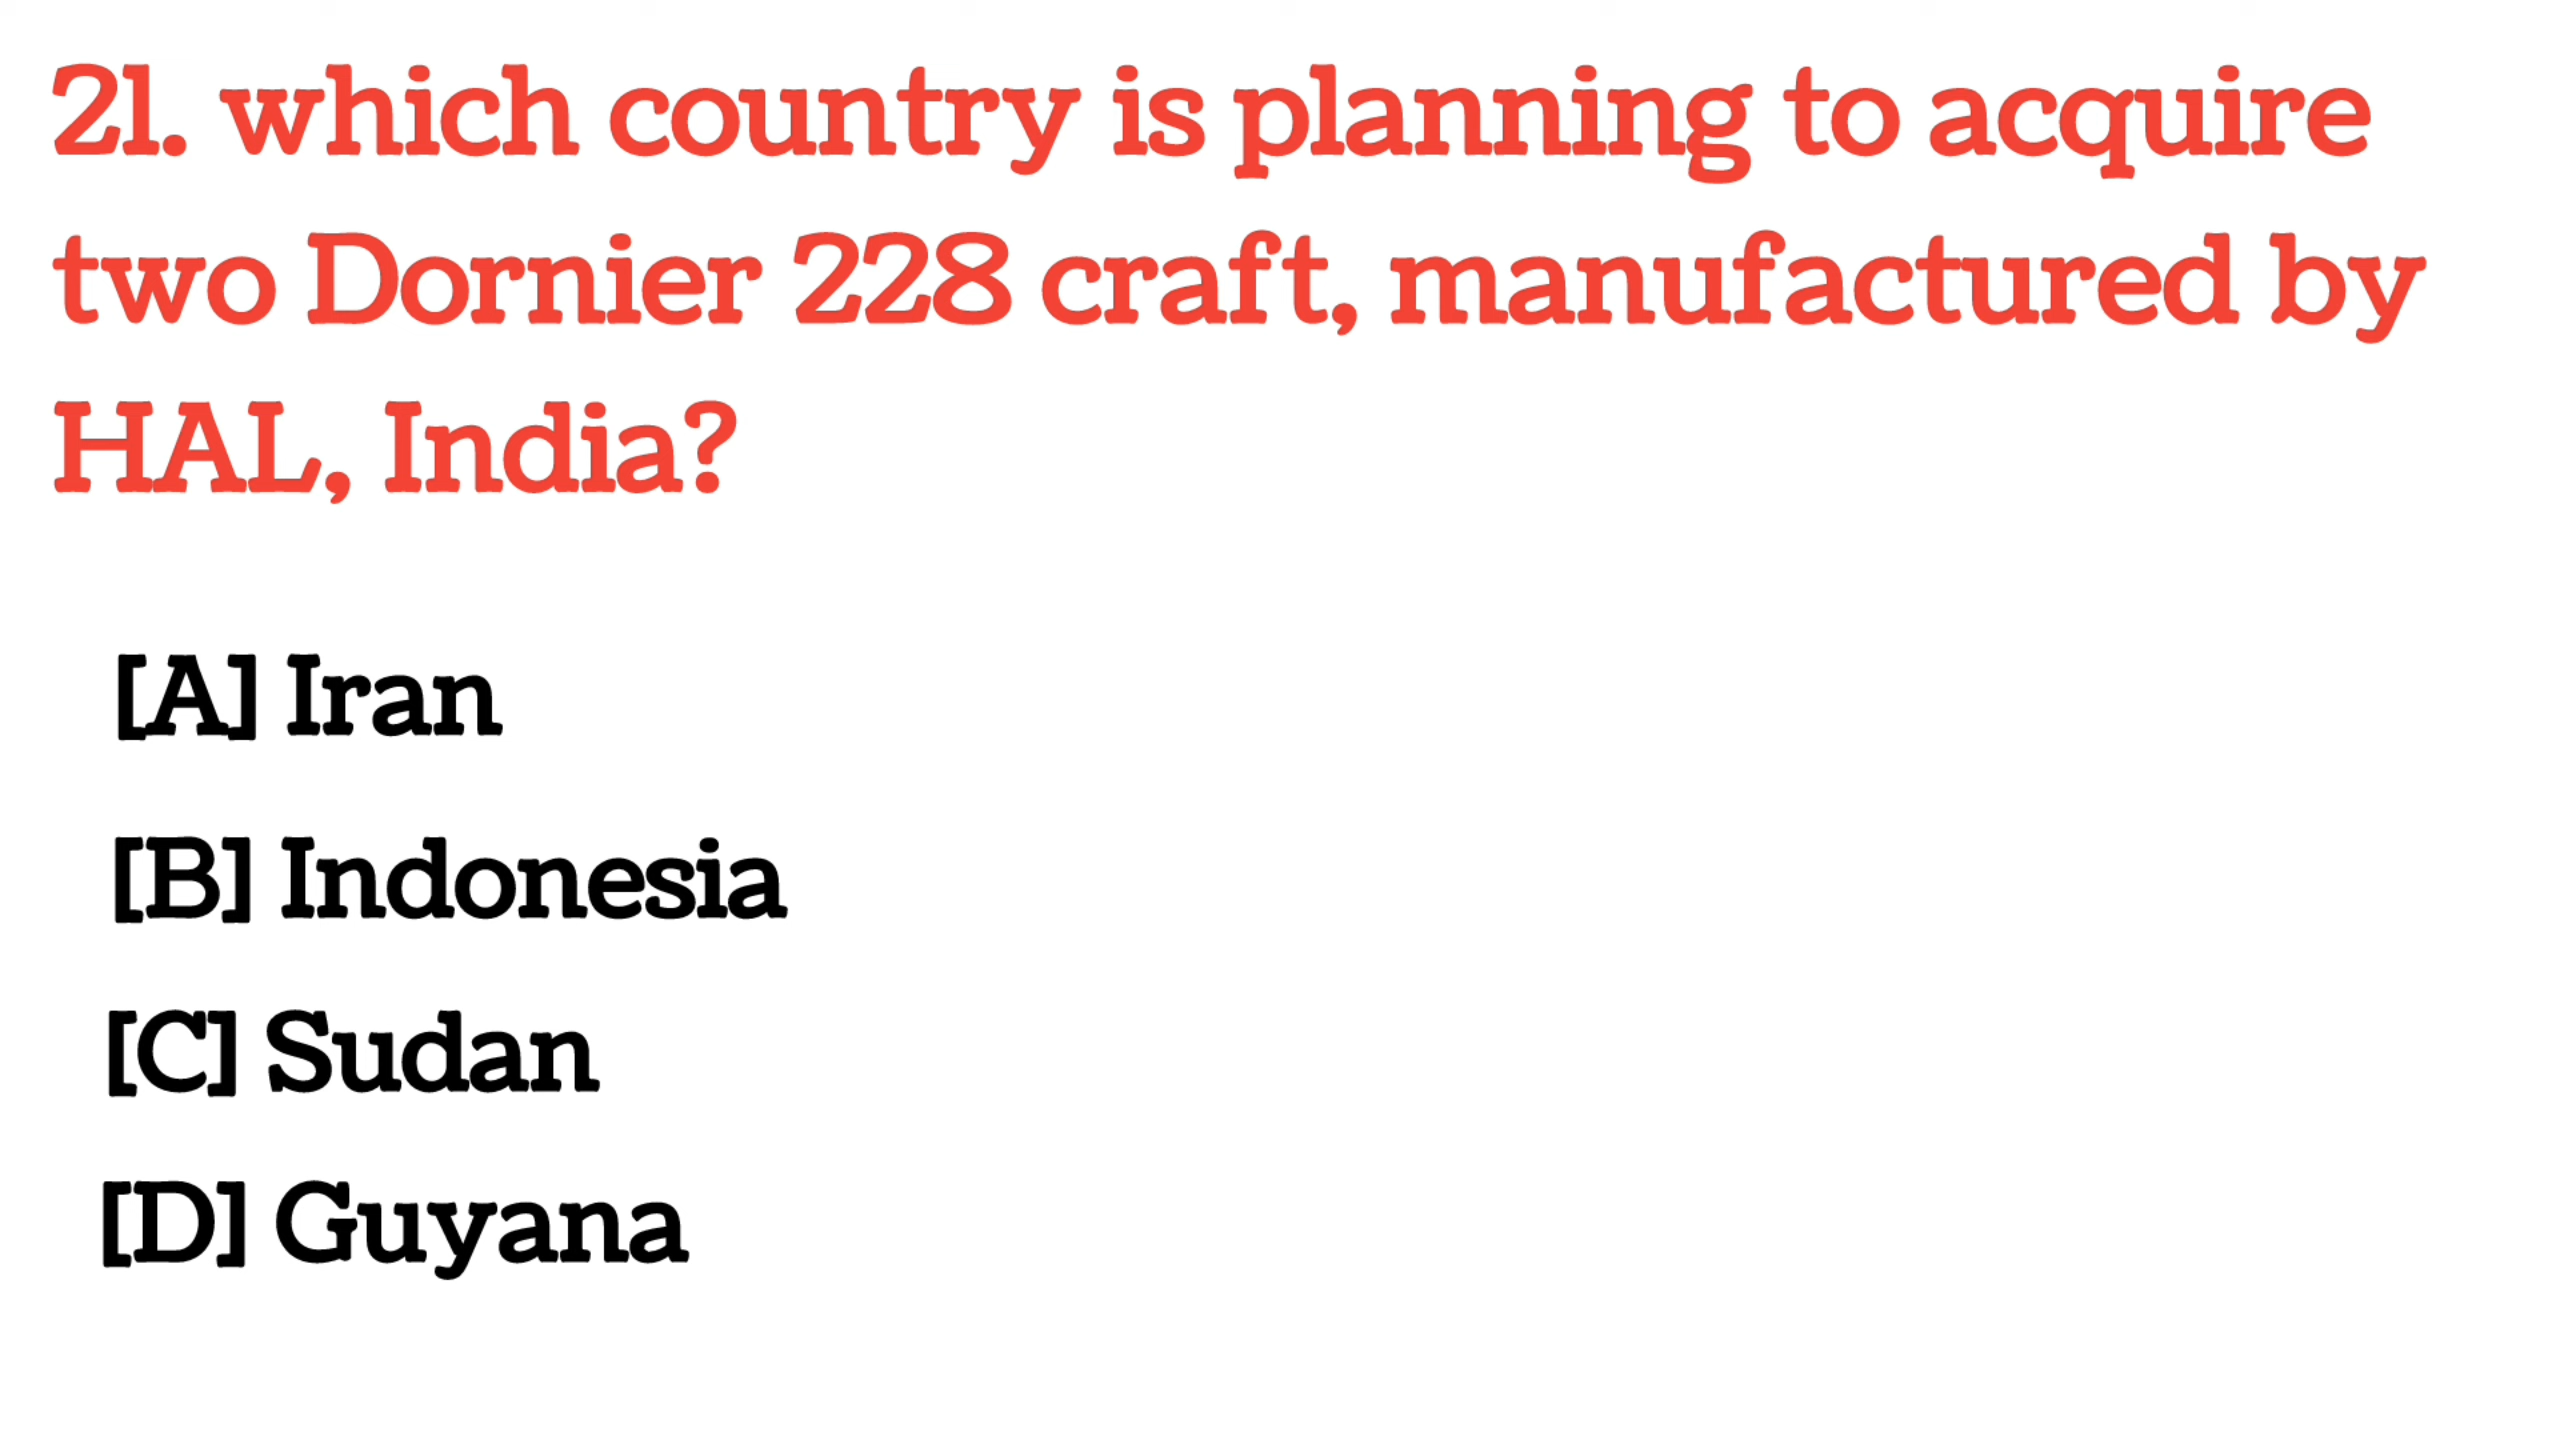 21. which country is planning to acquire
two Dornier 228 craft, manufactured by
HAL, India?
[A] Iran
[B] Indonesia
[C] Sudan
[D] Guyana